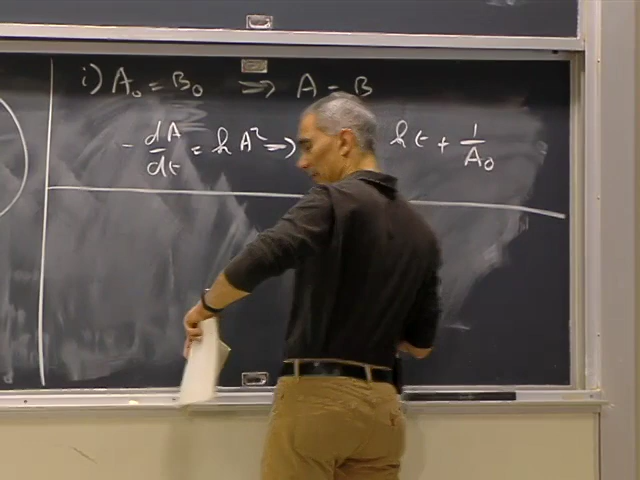 i) A₀ = B₀ ⇒ A = B
- dA/dt = k A² ⇒ kt + 1/A₀